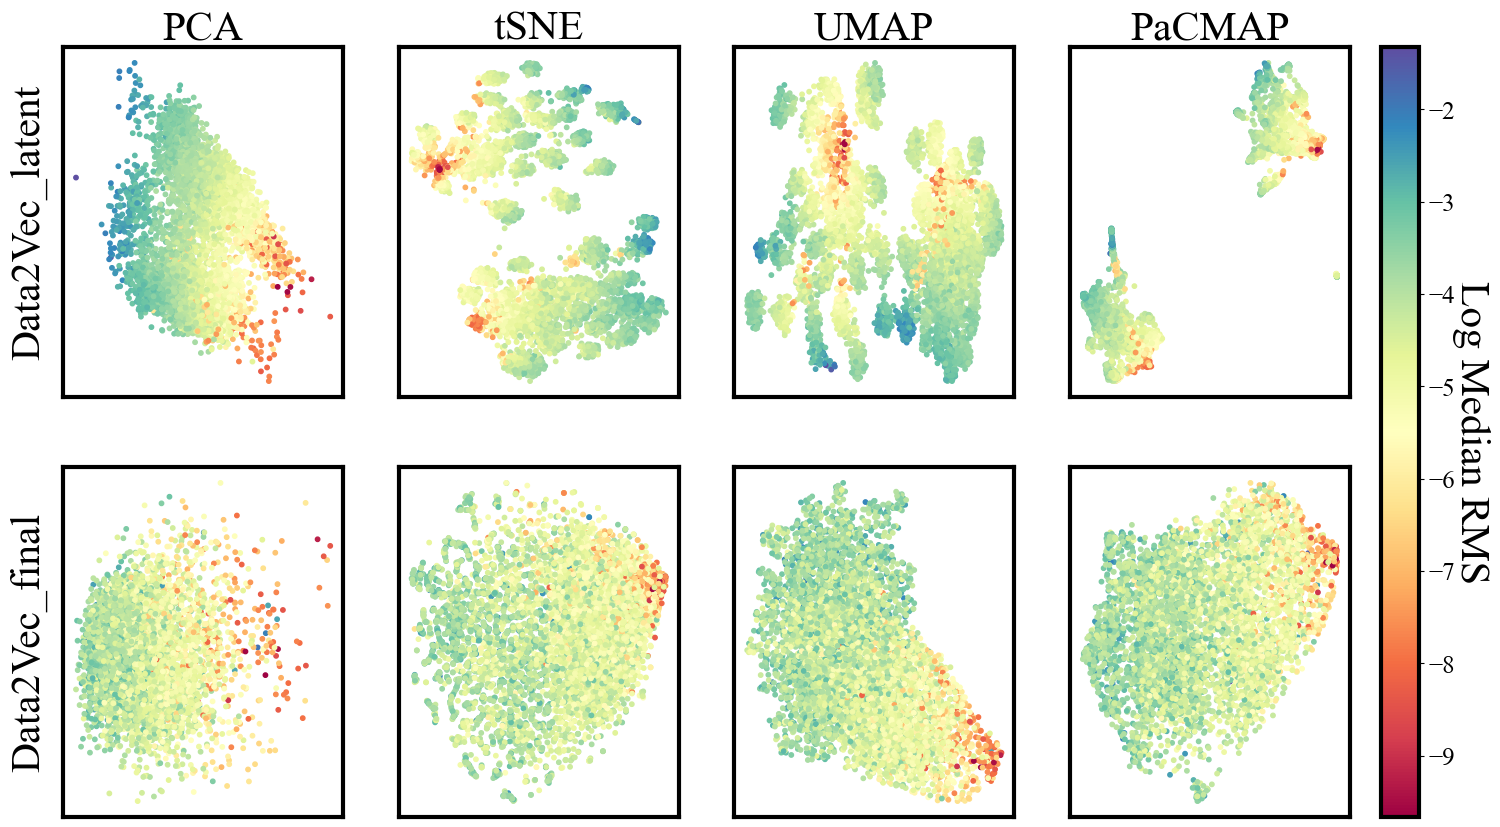 PCA
tSNE
UMAP
PaCMAP
Data2Vec_latent
Data2Vec_final
−2
−3
−4
−5
−6
−7
−8
−9
Log Median RMS